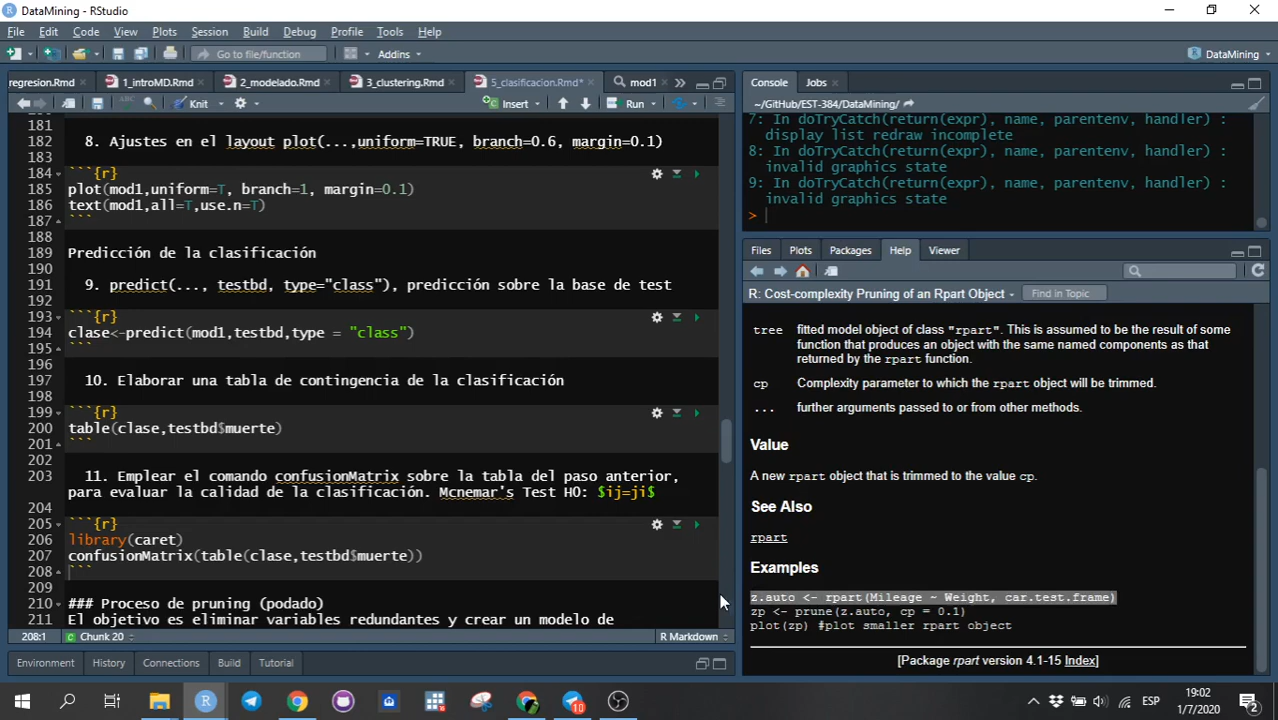 DataMining - RStudio
File Edit Code View Plots Session Build Debug Profile Tools Help
Go to file/function Addins DataMining
regresion.Rmd 1_introMD.Rmd 2_modelado.Rmd 3_clustering.Rmd 5_clasificacion.Rmd* mod1
Knit Insert Run
181
182 8. Ajustes en el layout plot(...,uniform=TRUE, branch=0.6, margin=0.1)
183
184 ```{r}
185 plot(mod1,uniform=T, branch=1, margin=0.1)
186 text(mod1,all=T,use.n=T)
187 ```
188
189 Predicción de la clasificación
190
191 9. predict(..., testbd, type="class"), predicción sobre la base de test
192
193 ```{r}
194 clase<-predict(mod1,testbd,type = "class")
195 ```
196
197 10. Elaborar una tabla de contingencia de la clasificación
198
199 ```{r}
200 table(clase,testbd$muerte)
201 ```
202
203 11. Emplear el comando confusionMatrix sobre la tabla del paso anterior,
para evaluar la calidad de la clasificación. Mcnemar's Test H0: $ij=ji$
204
205 ```{r}
206 library(caret)
207 confusionMatrix(table(clase,testbd$muerte))
208 ```
209
210 ### Proceso de pruning (podado)
211 El objetivo es eliminar variables redundantes y crear un modelo de
208:1 Chunk 20 R Markdown
Environment History Connections Build Tutorial
Console Jobs
~/GitHub/EST-384/DataMining/
7: In doTryCatch(return(expr), name, parentenv, handler) :
display list redraw incomplete
8: In doTryCatch(return(expr), name, parentenv, handler) :
invalid graphics state
9: In doTryCatch(return(expr), name, parentenv, handler) :
invalid graphics state
>
Files Plots Packages Help Viewer
R: Cost-complexity Pruning of an Rpart Object Find in Topic
tree fitted model object of class "rpart". This is assumed to be the result of some
function that produces an object with the same named components as that
returned by the rpart function.
cp Complexity parameter to which the rpart object will be trimmed.
... further arguments passed to or from other methods.
Value
A new rpart object that is trimmed to the value cp.
See Also
rpart
Examples
z.auto <- rpart(Mileage ~ Weight, car.test.frame)
zp <- prune(z.auto, cp = 0.1)
plot(zp) #plot smaller rpart object
[Package rpart version 4.1-15 Index]
10
ESP
19:02
1/7/2020
2